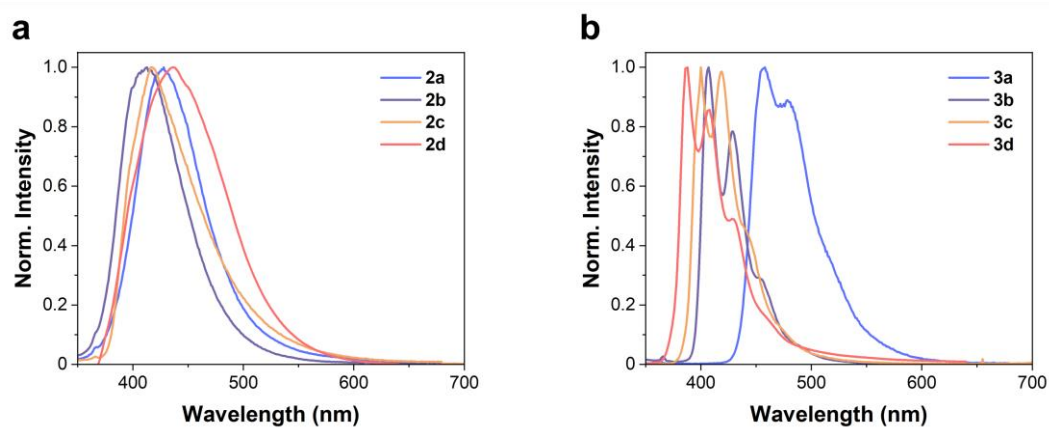 a
Norm. Intensity
1.0
0.8
0.6
0.4
0.2
0
2a
2b
2c
2d
400
500
600
700
Wavelength (nm)
b
Norm. Intensity
1.0
0.8
0.6
0.4
0.2
0
3a
3b
3c
3d
400
500
600
700
Wavelength (nm)